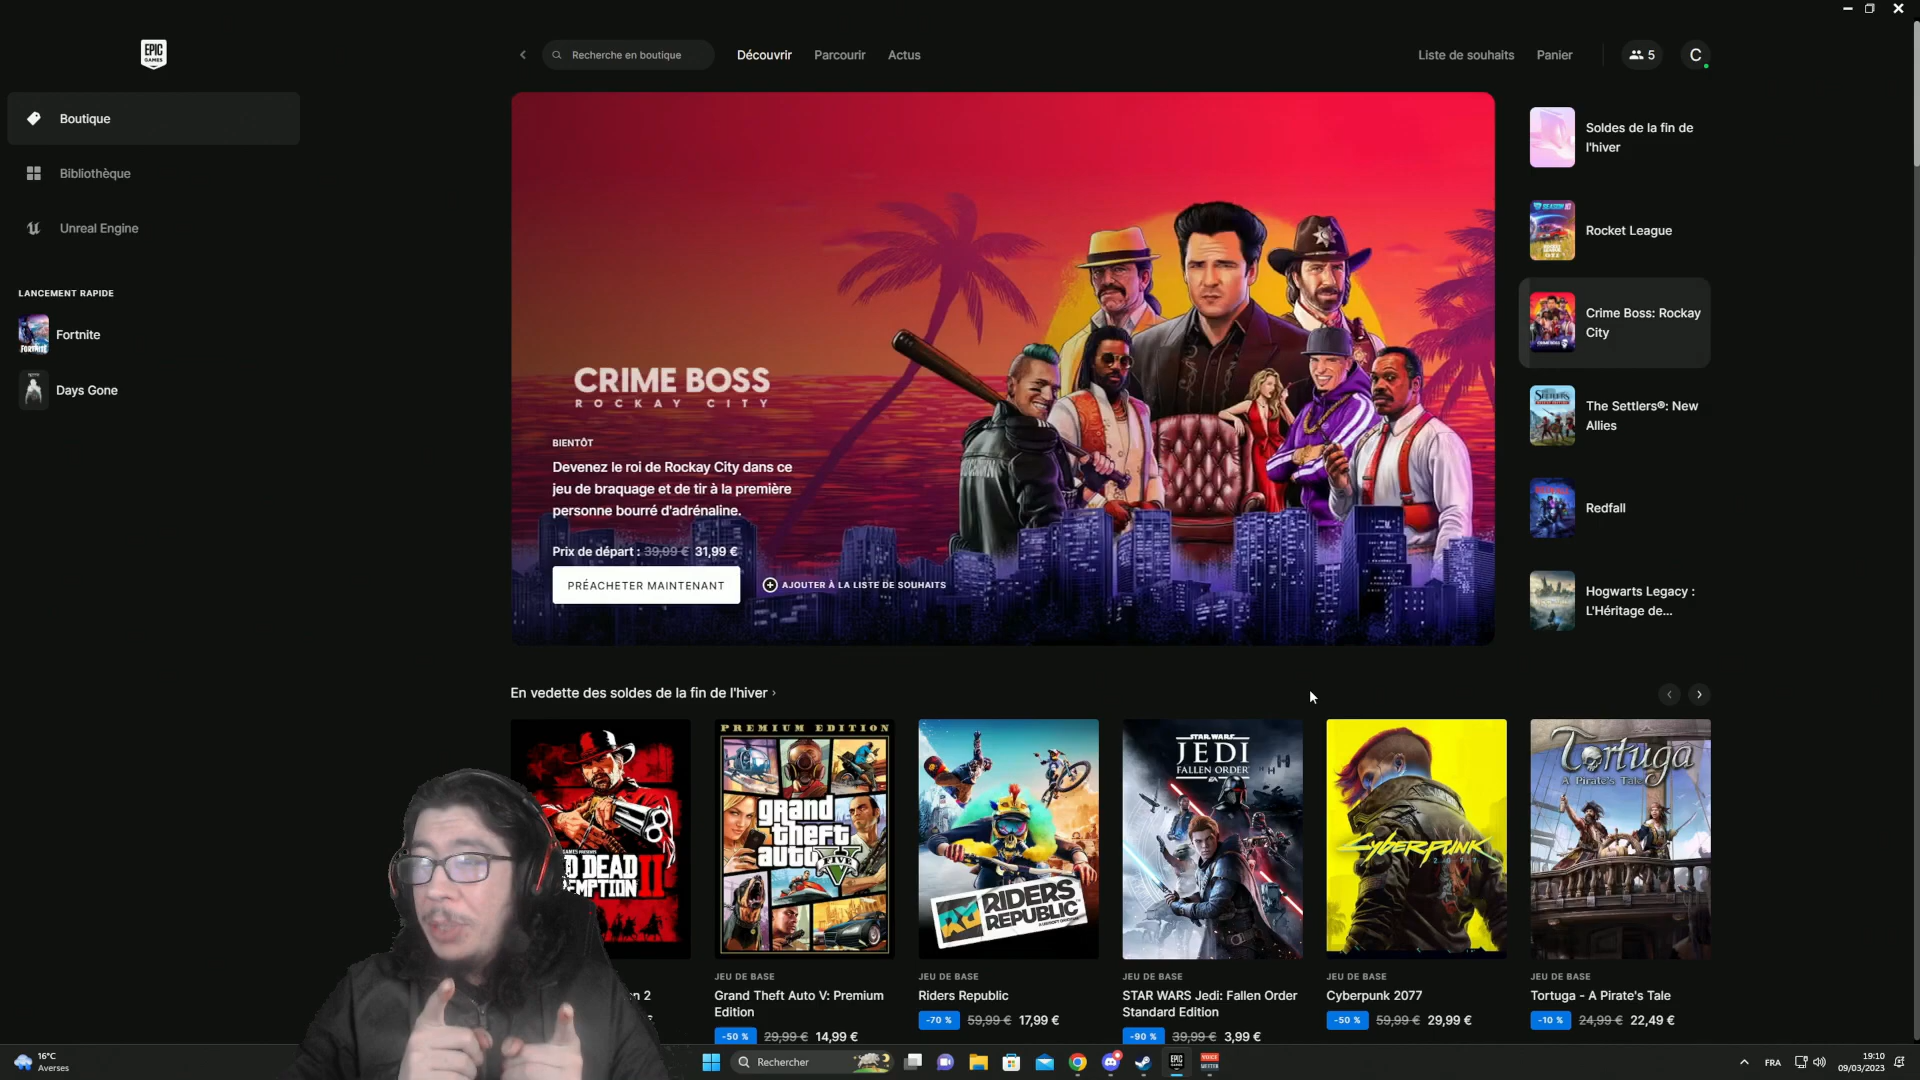 EPIC
GAMES
Recherche en boutique
Découvrir
Parcourir
Actus
Liste de souhaits
Panier
5
C
Boutique
Bibliothèque
Unreal Engine
LANCEMENT RAPIDE
FORTNITE
Fortnite
Days Gone
CRIME BOSS
ROCKAY CITY
BIENTÔT
Devenez le roi de Rockay City dans ce
jeu de braquage et de tir à la première
personne bourré d'adrénaline.
Prix de départ : 39,99 € 31,99 €
PRÉACHETER MAINTENANT
AJOUTER À LA LISTE DE SOUHAITS
Soldes de la fin de
l'hiver
Rocket League
Crime Boss: Rockay
City
The Settlers®: New
Allies
Redfall
Hogwarts Legacy :
L'Héritage de...
En vedette des soldes de la fin de l'hiver
D DEAD
EMPTION II
n 2
PREMIUM EDITION
grand
theft
auto
V
FIVE
JEU DE BASE
Grand Theft Auto V: Premium
Edition
-50 % 29,99 € 14,99 €
RIDERS
REPUBLIC
JEU DE BASE
Riders Republic
-70 % 59,99 € 17,99 €
STAR WARS
JEDI
FALLEN ORDER
JEU DE BASE
STAR WARS Jedi: Fallen Order
Standard Edition
-90 % 39,99 € 3,99 €
Cyberpunk
2077
JEU DE BASE
Cyberpunk 2077
-50 % 59,99 € 29,99 €
Tortuga
A Pirate's Tale
JEU DE BASE
Tortuga - A Pirate's Tale
-10 % 24,99 € 22,49 €
16°C
Averses
Rechercher
FRA
19:10
09/03/2023